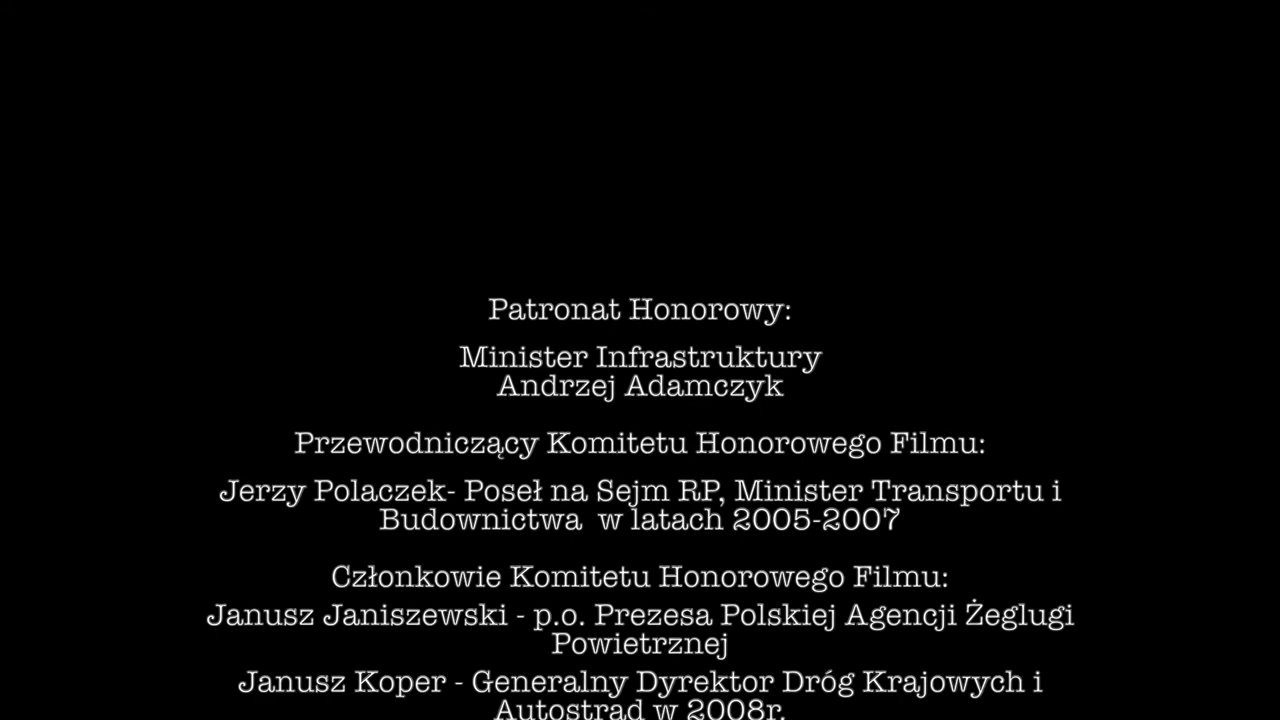 Patronat Honorowy:
Minister Infrastruktury
Andrzej Adamczyk
Przewodniczący Komitetu Honorowego Filmu:
Jerzy Polaczek- Poseł na Sejm RP, Minister Transportu i
Budownictwa  w latach 2005-2007
Członkowie Komitetu Honorowego Filmu:
Janusz Janiszewski - p.o. Prezesa Polskiej Agencji Żeglugi
Powietrznej
Janusz Koper - Generalny Dyrektor Dróg Krajowych i
Autostrad w 2008r.